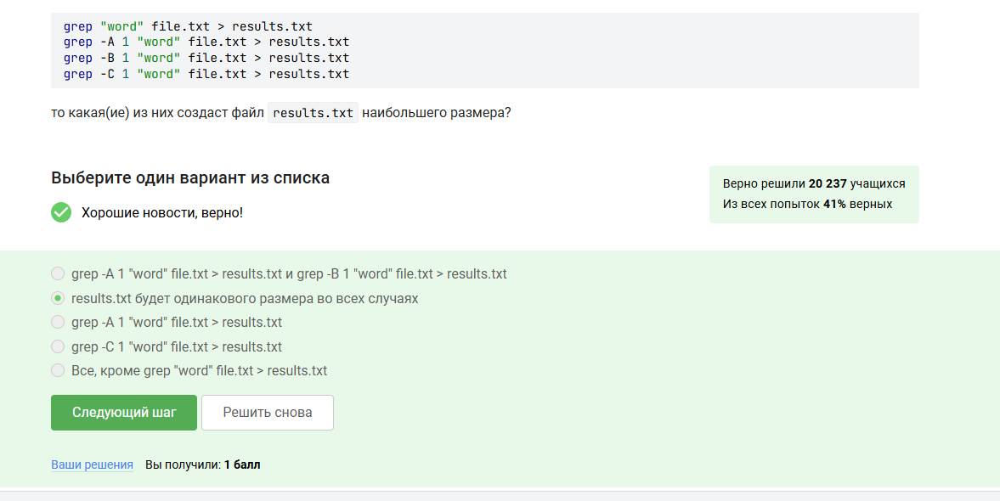 grep "word" file.txt > results.txt
grep -A 1 "word" file.txt > results.txt
grep -B 1 "word" file.txt > results.txt
grep -C 1 "word" file.txt > results.txt
то какая(ие) из них создаст файл results.txt наибольшего размера?
Выберите один вариант из списка
Верно решили 20 237 учащихся
Из всех попыток 41% верных
Хорошие новости, верно!
grep -A 1 "word" file.txt > results.txt и grep -B 1 "word" file.txt > results.txt
results.txt будет одинакового размера во всех случаях
grep -A 1 "word" file.txt > results.txt
grep -C 1 "word" file.txt > results.txt
Все, кроме grep "word" file.txt > results.txt
Следующий шаг
Решить снова
Ваши решения Вы получили: 1 балл